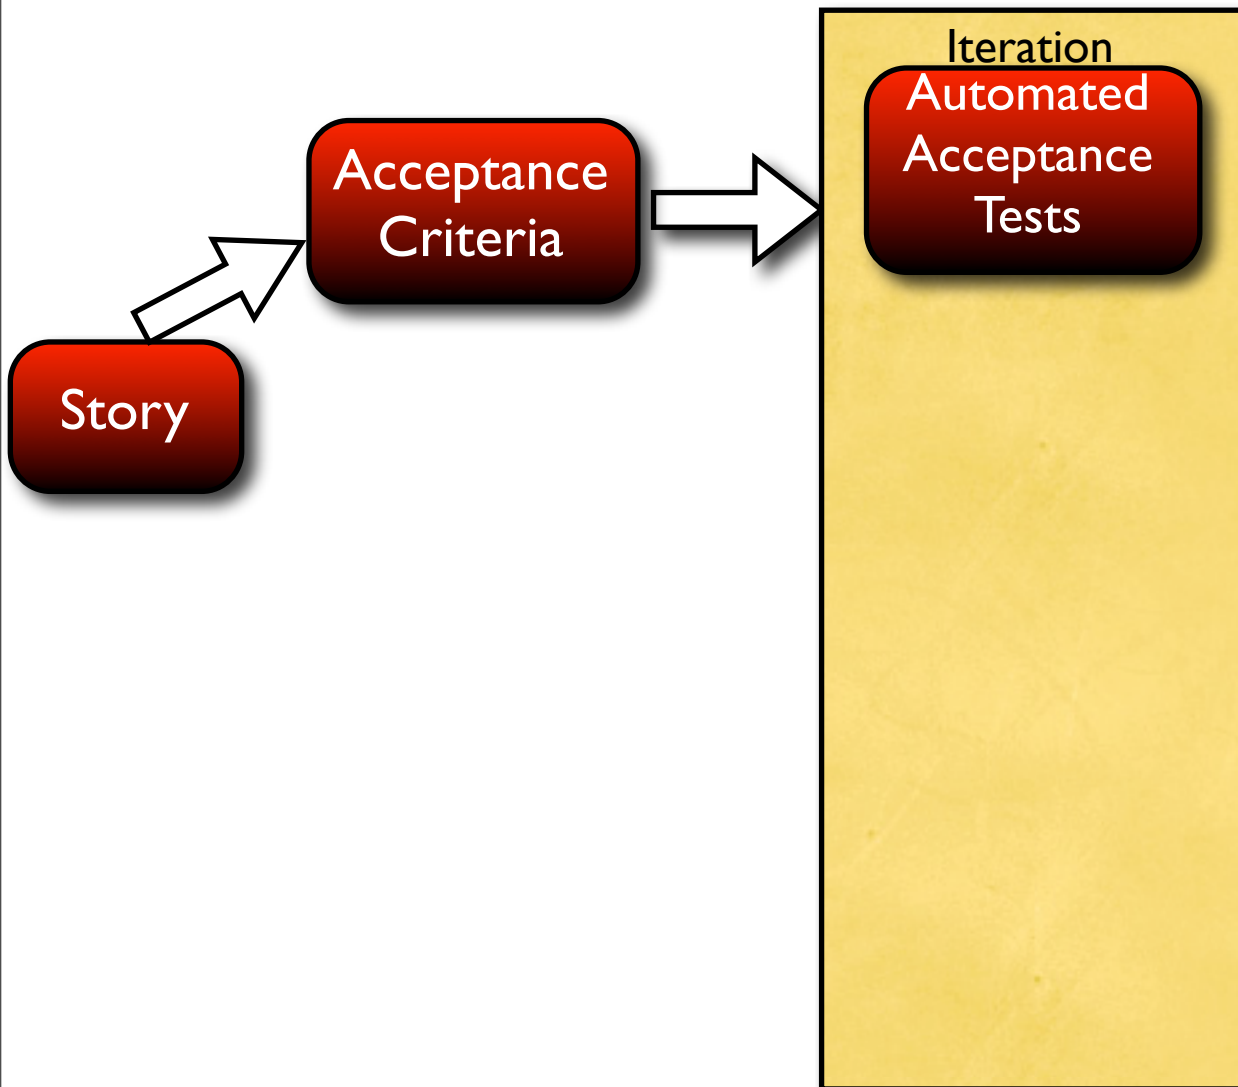 Iteration
Automated
Acceptance
Tests
Acceptance
Criteria
Story